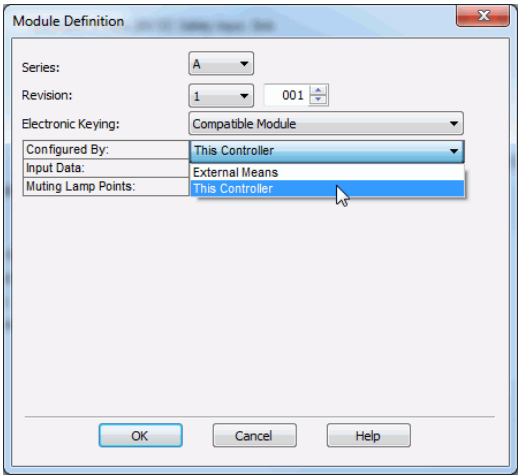 Module Definition
Series: A
Revision: 1 001
Electronic Keying: Compatible Module
Configured By: This Controller
Input Data: External Means
Muting Lamp Points: This Controller
OK Cancel Help